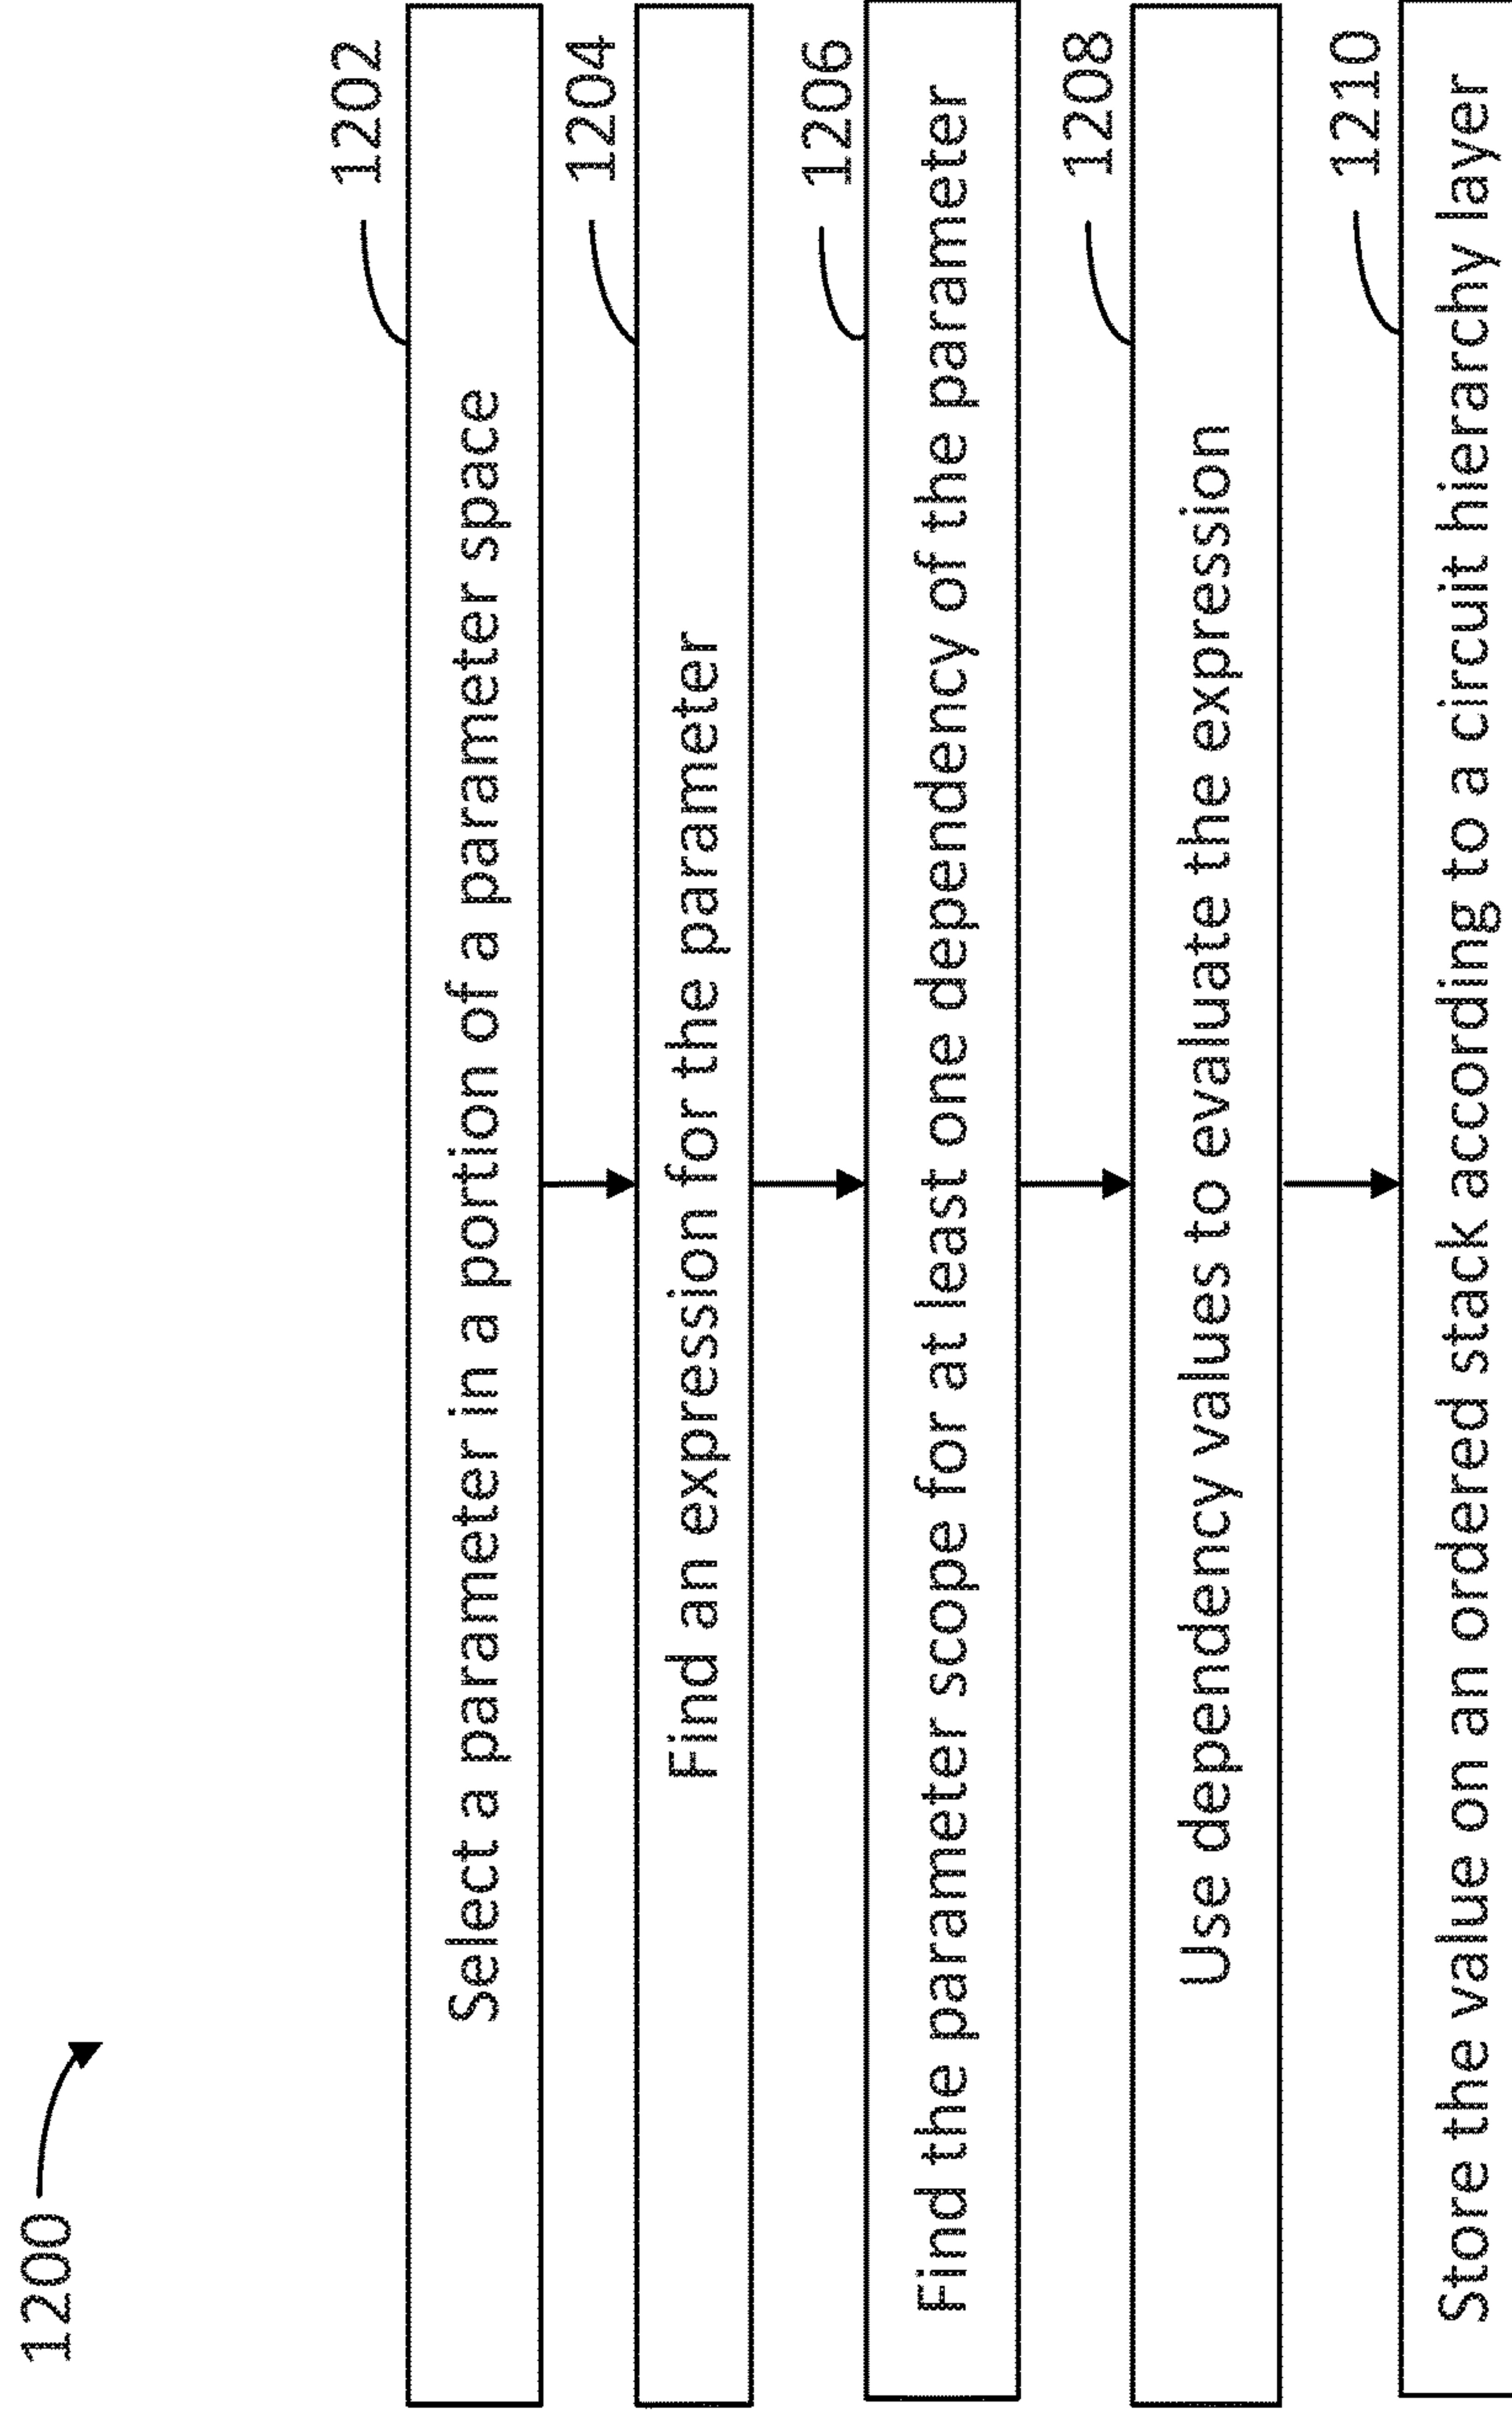 1200
1202
Select a parameter in a portion of a parameter space
1204
Find an expression for the parameter
1206
Find the parameter scope for at least one dependency of the parameter
1208
Use dependency values to evaluate the expression
1210
Store the value on an ordered stack according to a circuit hierarchy layer